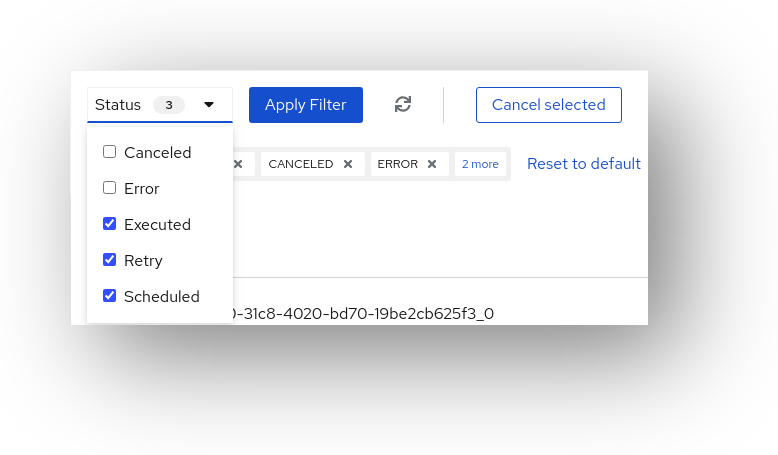 Status 3 Apply Filter Cancel selected
Canceled
CANCELED ERROR 2 more Reset to default
Error
Executed
Retry
Scheduled
-31c8-4020-bd70-19be2cb625f3_0